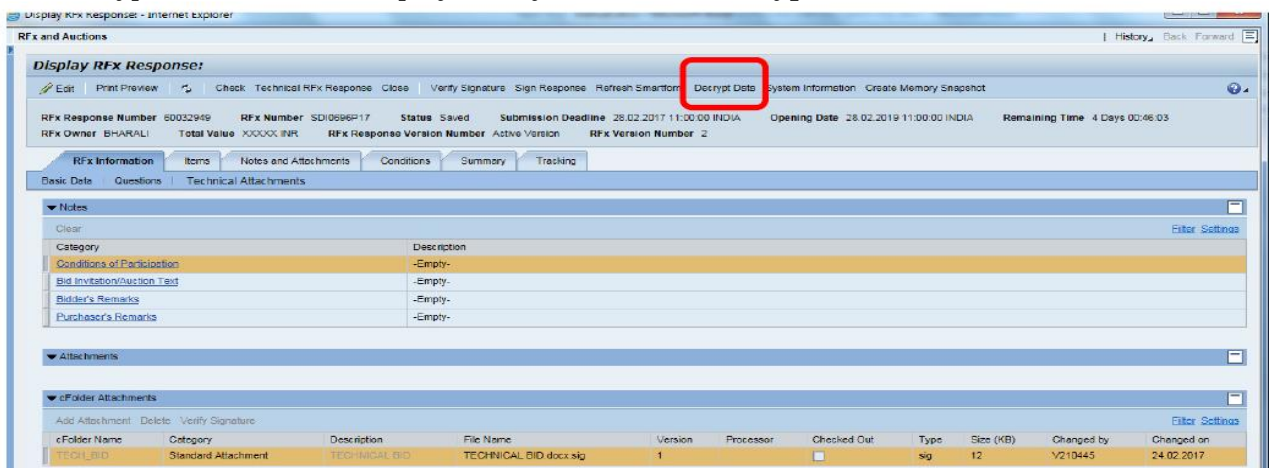 Display RFx Response: - Internet Explorer
RFx and Auctions | History Back Forward
Display RFx Response:
Edit Print Preview Check Technical RFx Response Close Verify Signature Sign Response Refresh Smartform Decrypt Data System Information Create Memory Snapshot
RFx Response Number 60032949 RFx Number SDI0696P17 Status Saved Submission Deadline 28.02.2017 11:00:00 INDIA Opening Date 28.02.2019 11:00:00 INDIA Remaining Time 4 Days 00:46:03
RFx Owner BHARALI Total Value XXXXX INR RFx Response Version Number Active Version RFx Version Number 2
RFx Information Items Notes and Attachments Conditions Summary Tracking
Basic Data Questions Technical Attachments
Notes
Clear Filter Settings
Category Description
Conditions of Participation -Empty-
Bid Invitation/Auction Text -Empty-
Bidder's Remarks -Empty-
Purchaser's Remarks -Empty-
Attachments
cFolder Attachments
Add Attachment Delete Verify Signature Filter Settings
cFolder Name Category Description File Name Version Processor Checked Out Type Size (KB) Changed by Changed on
TECH_BID Standard Attachment TECHNICAL BID TECHNICAL BID docx.sig 1 sig 12 V210445 24.02.2017